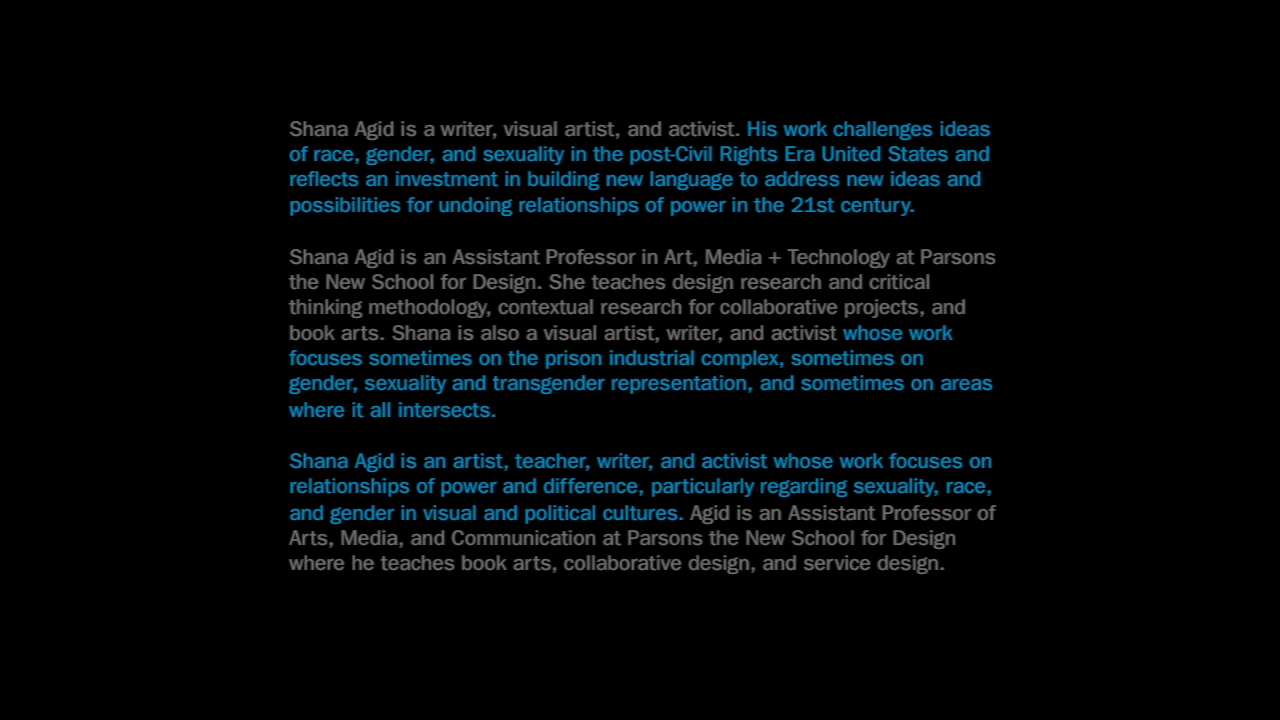 Shana Agid is a writer, visual artist, and activist. His work challenges ideas
of race, gender, and sexuality in the post-Civil Rights Era United States and
reflects an investment in building new language to address new ideas and
possibilities for undoing relationships of power in the 21st century.
Shana Agid is an Assistant Professor in Art, Media + Technology at Parsons
the New School for Design. She teaches design research and critical
thinking methodology, contextual research for collaborative projects, and
book arts. Shana is also a visual artist, writer, and activist whose work
focuses sometimes on the prison industrial complex, sometimes on
gender, sexuality and transgender representation, and sometimes on areas
where it all intersects.
Shana Agid is an artist, teacher, writer, and activist whose work focuses on
relationships of power and difference, particularly regarding sexuality, race,
and gender in visual and political cultures. Agid is an Assistant Professor of
Arts, Media, and Communication at Parsons the New School for Design
where he teaches book arts, collaborative design, and service design.